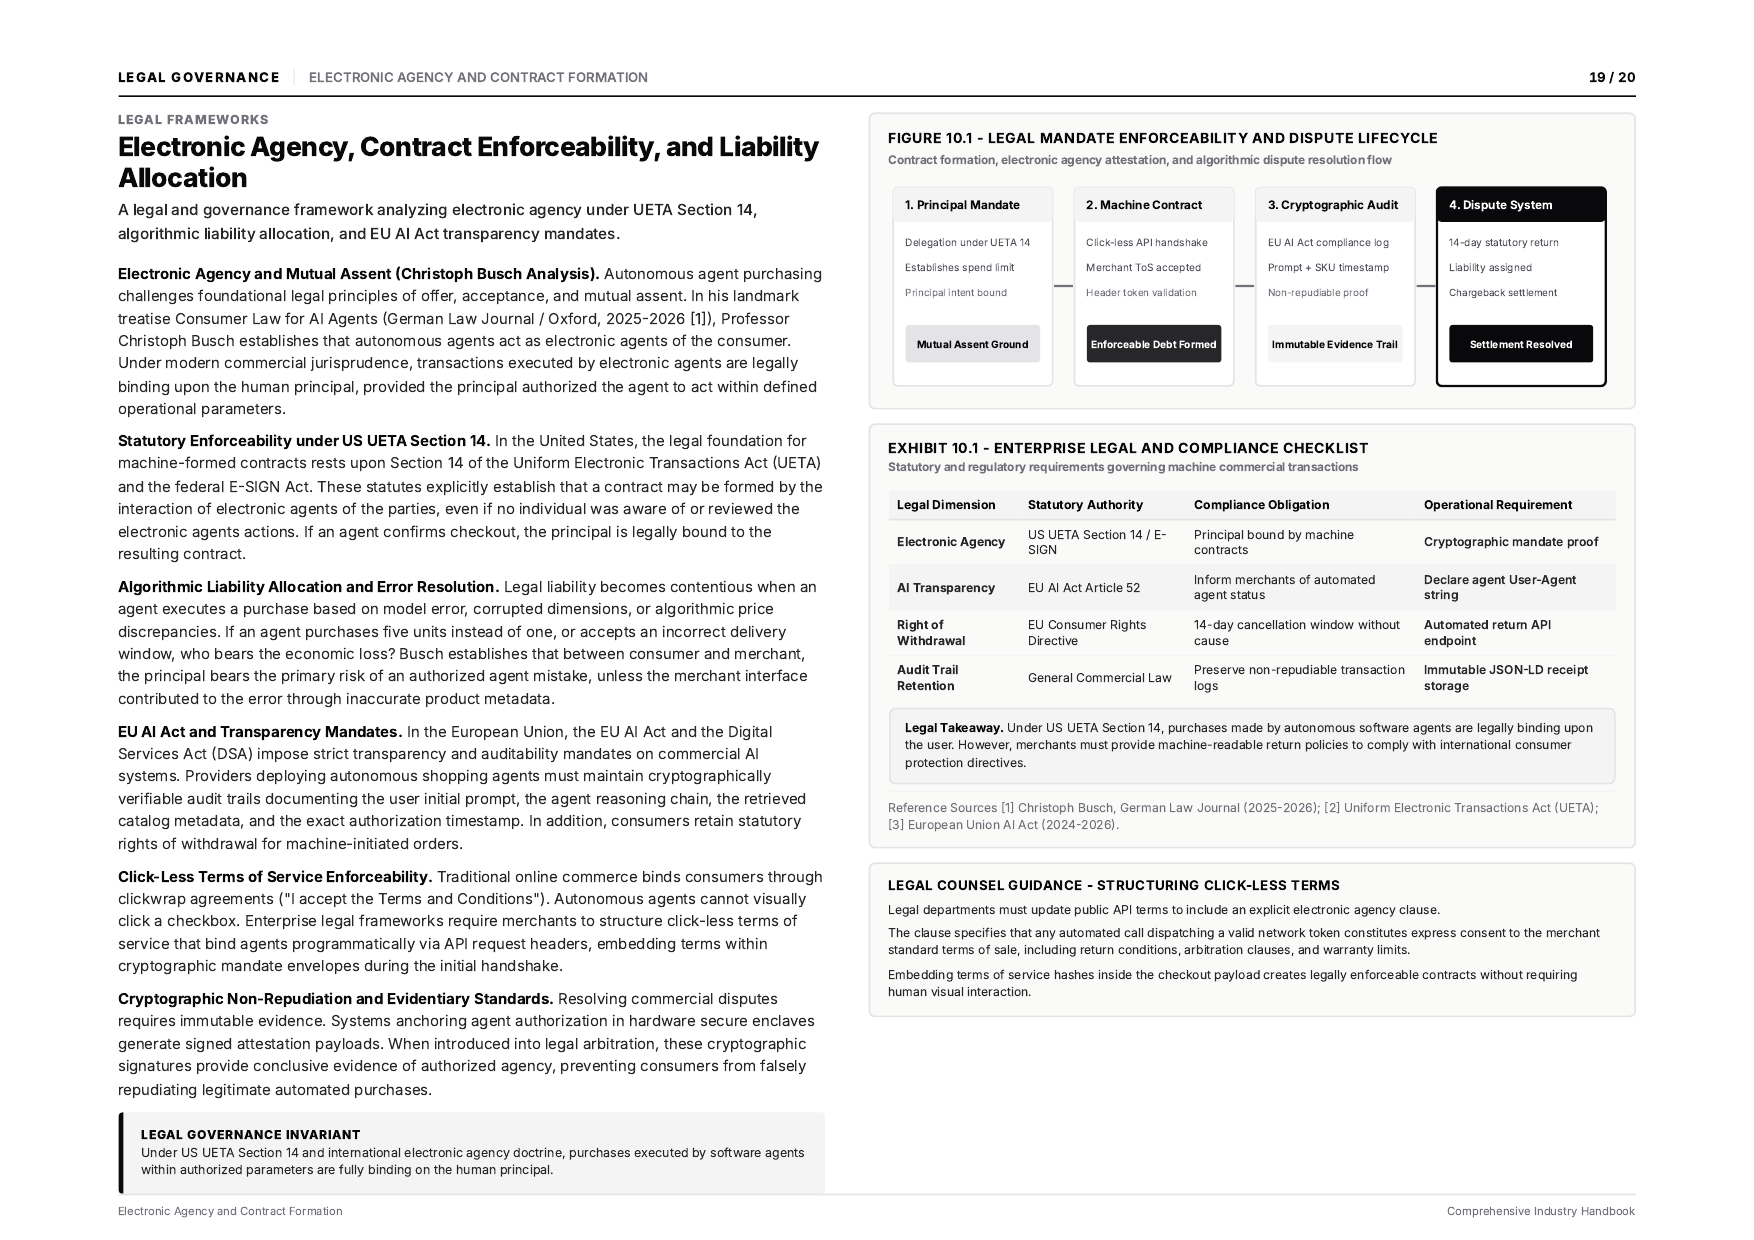 LEGAL GOVERNANCE
ELECTRONIC AGENCY AND CONTRACT FORMATION
19 / 20
LEGAL FRAMEWORKS
Electronic Agency, Contract Enforceability, and Liability
Allocation
A legal and governance framework analyzing electronic agency under UETA Section 14,
algorithmic liability allocation, and EU AI Act transparency mandates.
Electronic Agency and Mutual Assent (Christoph Busch Analysis). Autonomous agent purchasing
challenges foundational legal principles of offer, acceptance, and mutual assent. In his landmark
treatise Consumer Law for AI Agents (German Law Journal / Oxford, 2025-2026 [1]), Professor
Christoph Busch establishes that autonomous agents act as electronic agents of the consumer.
Under modern commercial jurisprudence, transactions executed by electronic agents are legally
binding upon the human principal, provided the principal authorized the agent to act within defined
operational parameters.
Statutory Enforceability under US UETA Section 14. In the United States, the legal foundation for
machine-formed contracts rests upon Section 14 of the Uniform Electronic Transactions Act (UETA)
and the federal E-SIGN Act. These statutes explicitly establish that a contract may be formed by the
interaction of electronic agents of the parties, even if no individual was aware of or reviewed the
electronic agents actions. If an agent confirms checkout, the principal is legally bound to the
resulting contract.
Algorithmic Liability Allocation and Error Resolution. Legal liability becomes contentious when an
agent executes a purchase based on model error, corrupted dimensions, or algorithmic price
discrepancies. If an agent purchases five units instead of one, or accepts an incorrect delivery
window, who bears the economic loss? Busch establishes that between consumer and merchant,
the principal bears the primary risk of an authorized agent mistake, unless the merchant interface
contributed to the error through inaccurate product metadata.
EU AI Act and Transparency Mandates. In the European Union, the EU AI Act and the Digital
Services Act (DSA) impose strict transparency and auditability mandates on commercial AI
systems. Providers deploying autonomous shopping agents must maintain cryptographically
verifiable audit trails documenting the user initial prompt, the agent reasoning chain, the retrieved
catalog metadata, and the exact authorization timestamp. In addition, consumers retain statutory
rights of withdrawal for machine-initiated orders.
Click-Less Terms of Service Enforceability. Traditional online commerce binds consumers through
clickwrap agreements ("I accept the Terms and Conditions"). Autonomous agents cannot visually
click a checkbox. Enterprise legal frameworks require merchants to structure click-less terms of
service that bind agents programmatically via API request headers, embedding terms within
cryptographic mandate envelopes during the initial handshake.
Cryptographic Non-Repudiation and Evidentiary Standards. Resolving commercial disputes
requires immutable evidence. Systems anchoring agent authorization in hardware secure enclaves
generate signed attestation payloads. When introduced into legal arbitration, these cryptographic
signatures provide conclusive evidence of authorized agency, preventing consumers from falsely
repudiating legitimate automated purchases.
LEGAL GOVERNANCE INVARIANT
Under US UETA Section 14 and international electronic agency doctrine, purchases executed by software agents
within authorized parameters are fully binding on the human principal.
FIGURE 10.1 - LEGAL MANDATE ENFORCEABILITY AND DISPUTE LIFECYCLE
Contract formation, electronic agency attestation, and algorithmic dispute resolution flow
1. Principal Mandate
Delegation under UETA 14
Establishes spend limit
Principal intent bound
Mutual Assent Ground
2. Machine Contract
Click-less API handshake
Merchant ToS accepted
Header token validation
Enforceable Debt Formed
3. Cryptographic Audit
EU AI Act compliance log
Prompt + SKU timestamp
Non-repudiable proof
Immutable Evidence Trail
4. Dispute System
14-day statutory return
Liability assigned
Chargeback settlement
Settlement Resolved
EXHIBIT 10.1 - ENTERPRISE LEGAL AND COMPLIANCE CHECKLIST
Statutory and regulatory requirements governing machine commercial transactions
Legal Dimension
Statutory Authority
Compliance Obligation
Operational Requirement
Electronic Agency
US UETA Section 14 / E-
SIGN
Principal bound by machine
contracts
Cryptographic mandate proof
AI Transparency
EU AI Act Article 52
Inform merchants of automated
agent status
Declare agent User-Agent
string
Right of
Withdrawal
EU Consumer Rights
Directive
14-day cancellation window without
cause
Automated return API
endpoint
Audit Trail
Retention
General Commercial Law
Preserve non-repudiable transaction
logs
Immutable JSON-LD receipt
storage
Legal Takeaway. Under US UETA Section 14, purchases made by autonomous software agents are legally binding upon
the user. However, merchants must provide machine-readable return policies to comply with international consumer
protection directives.
Reference Sources [1] Christoph Busch, German Law Journal (2025-2026); [2] Uniform Electronic Transactions Act (UETA);
[3] European Union AI Act (2024-2026).
LEGAL COUNSEL GUIDANCE - STRUCTURING CLICK-LESS TERMS
Legal departments must update public API terms to include an explicit electronic agency clause.
The clause specifies that any automated call dispatching a valid network token constitutes express consent to the merchant
standard terms of sale, including return conditions, arbitration clauses, and warranty limits.
Embedding terms of service hashes inside the checkout payload creates legally enforceable contracts without requiring
human visual interaction.
Electronic Agency and Contract Formation
Comprehensive Industry Handbook